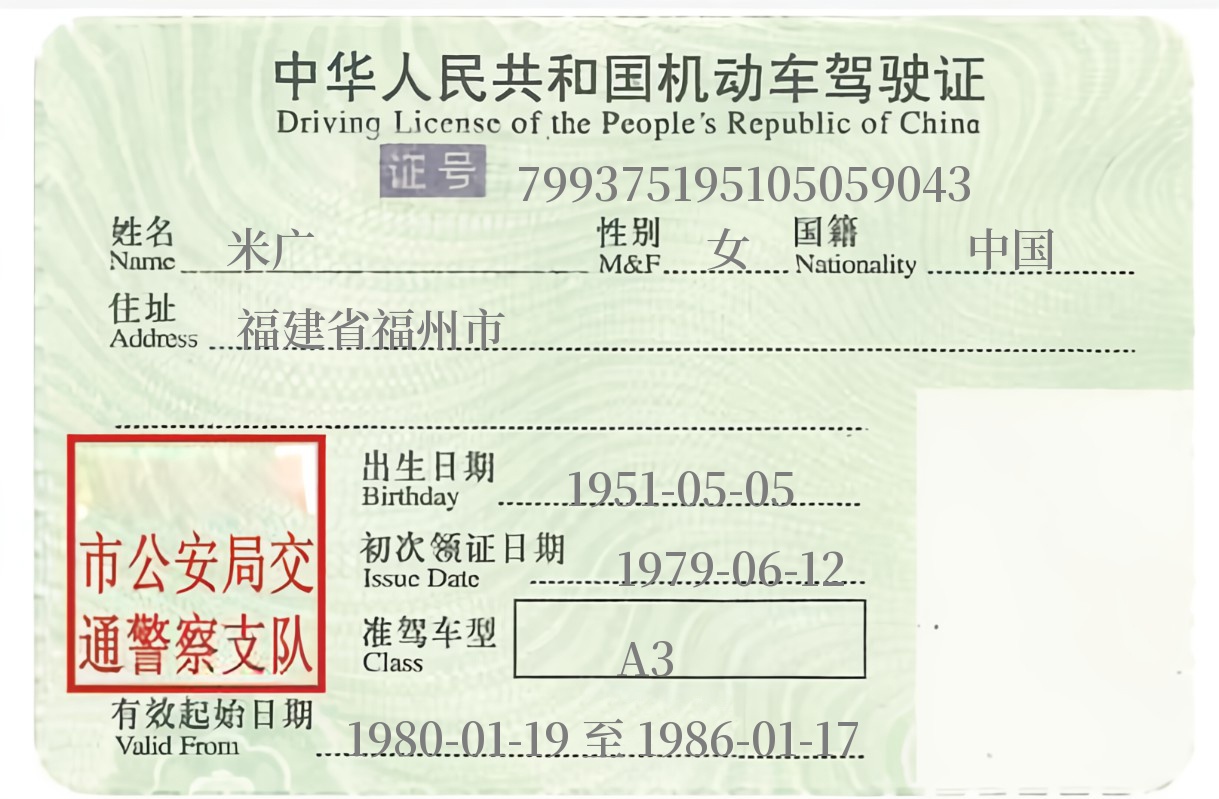 中华人民共和国机动车驾驶证
Driving License of the People's Republic of China
证号 799375195105059043
姓名 米广 性别 女 国籍 中国
Name M&F Nationality
住址 福建省福州市
Address
出生日期 1951-05-05
Birthday
初次领证日期 1979-06-12
Issue Date
市公安局交
通警察支队
准驾车型 A3
Class
有效起始日期 1980-01-19 至 1986-01-17
Valid From